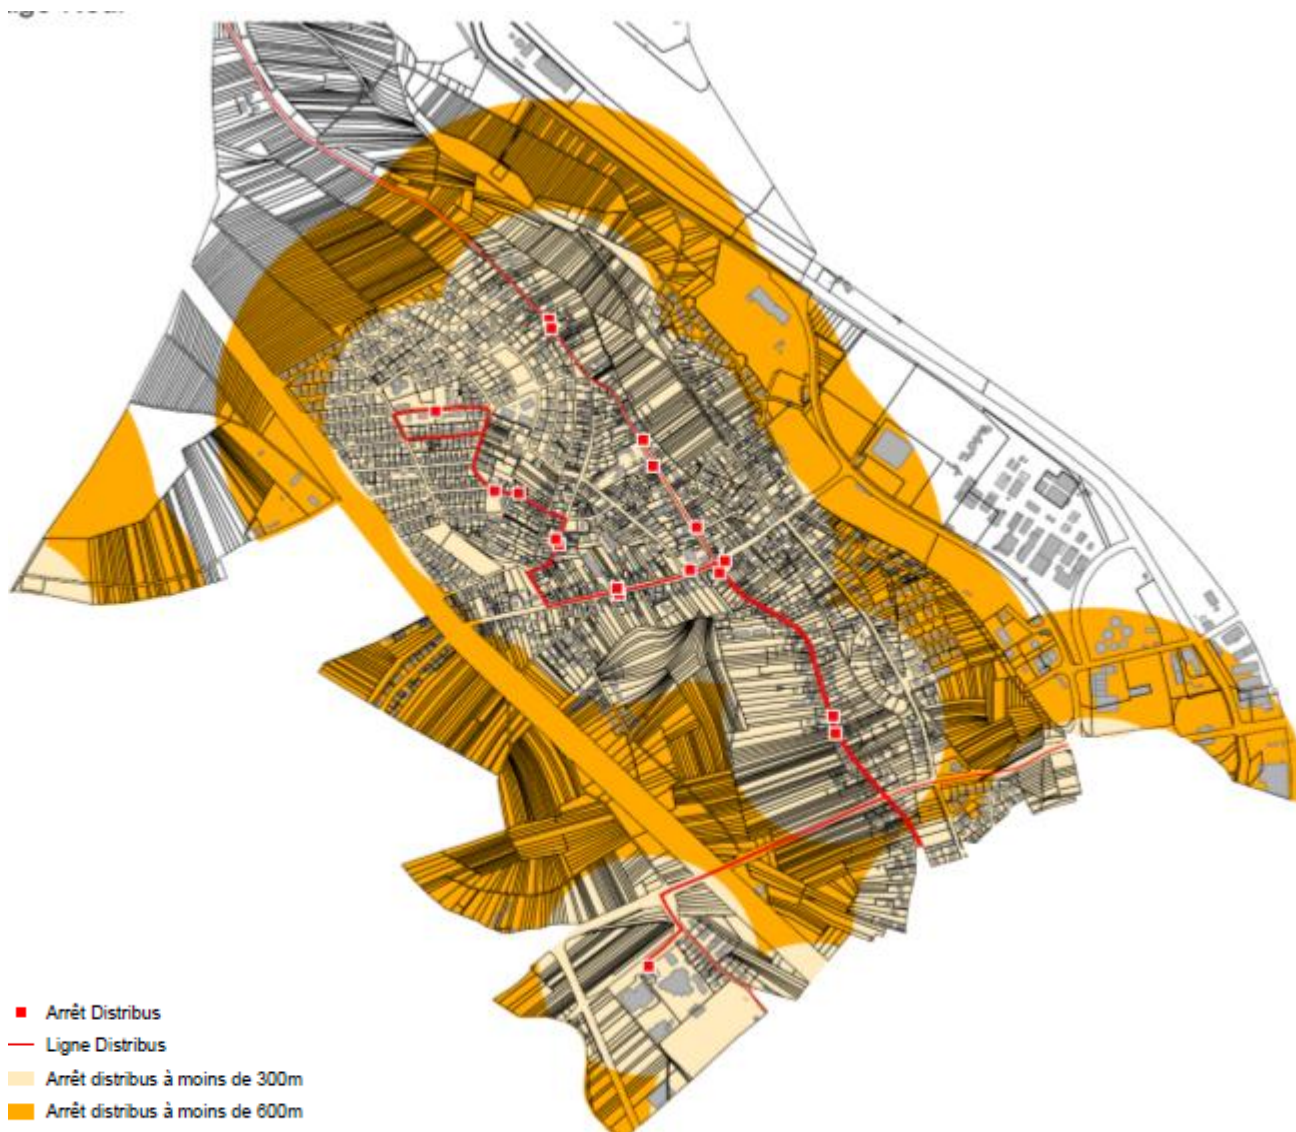 Arrêt Distribus
Ligne Distribus
Arrêt distribus à moins de 300m
Arrêt distribus à moins de 600m